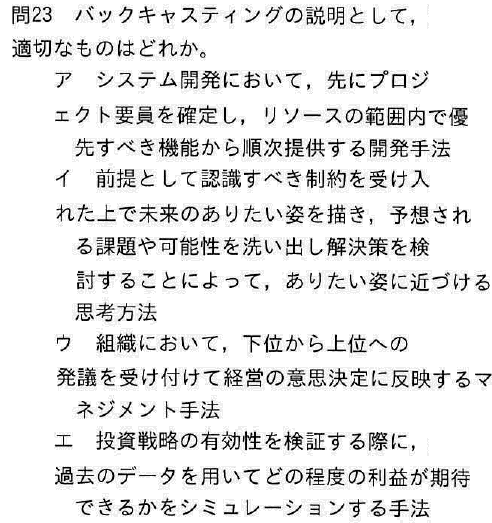 問23　バックキャスティングの説明として，
適切なものはどれか。
ア　システム開発において，先にプロジ
ェクト要員を確定し，リソースの範囲内で優
先すべき機能から順次提供する開発手法
イ　前提として認識すべき制約を受け入
れた上で未来のありたい姿を描き，予想され
る課題や可能性を洗い出し解決策を検
討することによって，ありたい姿に近づける
思考方法
ウ　組織において，下位から上位への
発議を受け付けて経営の意思決定に反映するマ
ネジメント手法
エ　投資戦略の有効性を検証する際に，
過去のデータを用いてどの程度の利益が期待
できるかをシミュレーションする手法